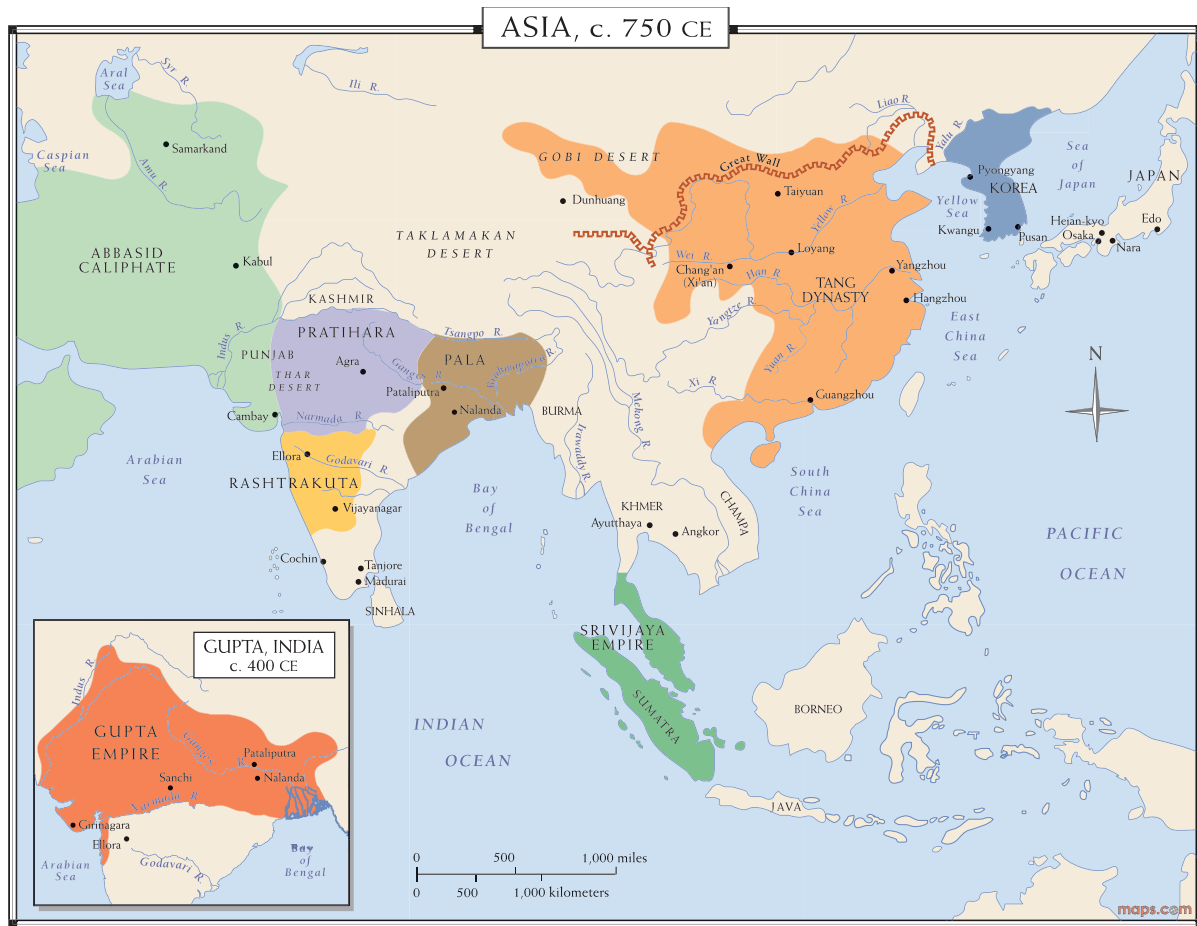 ASIA, c. 750 CE
Aral
Sea
Syr R.
Ili R.
Liao R.
Yalu R.
Caspian
Sea
Samarkand
Amu R.
GOBI DESERT
Great Wall
Sea
of
Japan
JAPAN
Pyongyang
KOREA
Dunhuang
Taiyuan
Yellow R.
Yellow
Sea
Kwangu
Pusan
Heian-kyo
Osaka
Nara
Edo
TAKLAMAKAN
DESERT
ABBASID
CALIPHATE
Kabul
Wei R.
Loyang
Chang'an
(Xi'an)
Han R.
TANG
DYNASTY
Yangzhou
Hangzhou
KASHMIR
Yangtze R.
East
China
Sea
Indus R.
PRATIHARA
Tsangpo R.
PUNJAB
THAR
DESERT
Agra
Ganges R.
PALA
Brahmaputra R.
Yuan R.
N
Pataliputra
Xi R.
Guangzhou
Cambay
Narmada R.
Nalanda
BURMA
Mekong R.
Irawaddy R.
Ellora
Godavari R.
Arabian
Sea
RASHTRAKUTA
Bay
of
Bengal
South
China
Sea
Vijayanagar
KHMER
Ayutthaya
Angkor
CHAMPA
PACIFIC
OCEAN
Cochin
Tanjore
Madurai
SINHALA
SRIVIJAYA
EMPIRE
SUMATRA
BORNEO
INDIAN
OCEAN
JAVA
GUPTA, INDIA
c. 400 CE
Indus R.
GUPTA
EMPIRE
Ganges R.
Pataliputra
Nalanda
Sanchi
Narmada R.
Girinagara
Ellora
Godavari R.
Arabian
Sea
Bay
of
Bengal
0 500 1,000 miles
0 500 1,000 kilometers
maps.com